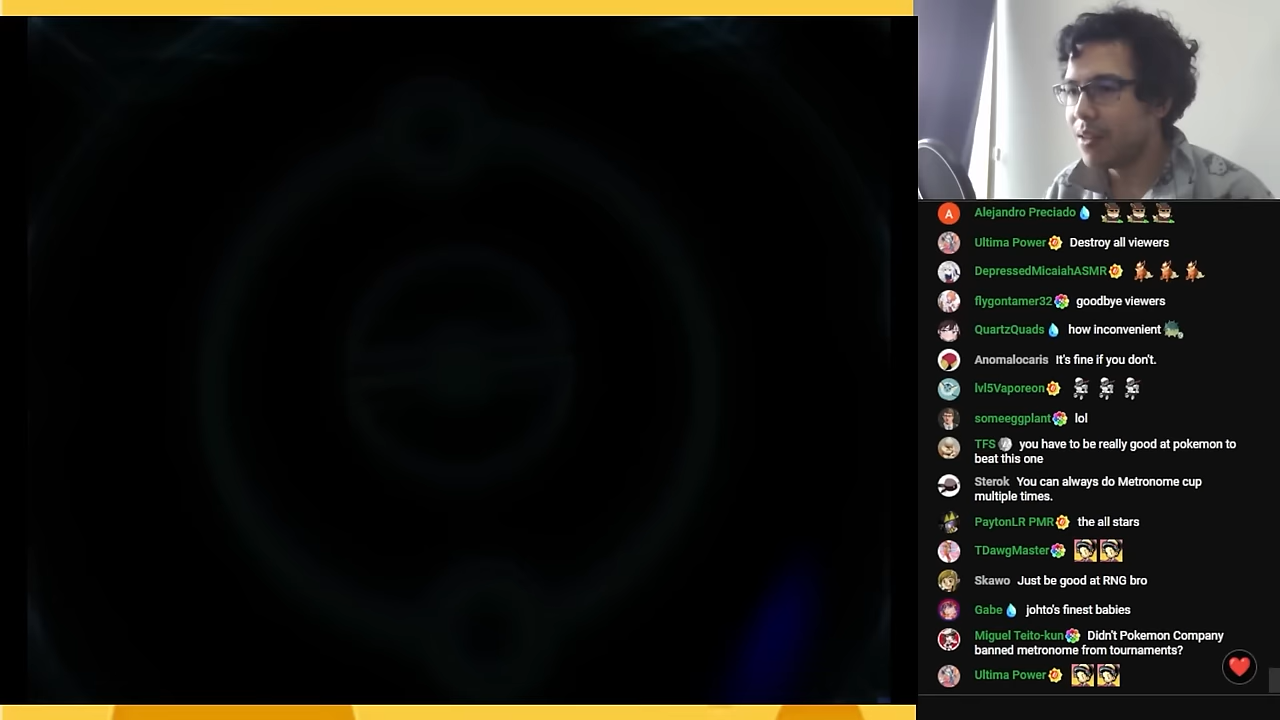 A Alejandro Preciado
Ultima Power Destroy all viewers
DepressedMicaiahASMR
flygontamer32 goodbye viewers
QuartzQuads how inconvenient
Anomalocaris It's fine if you don't.
lvl5Vaporeon
someeggplant lol
TFS you have to be really good at pokemon to
beat this one
Sterok You can always do Metronome cup
multiple times.
PaytonLR PMR the all stars
TDawgMaster
Skawo Just be good at RNG bro
Gabe johto's finest babies
Miguel Teito-kun Didn't Pokemon Company
banned metronome from tournaments?
Ultima Power